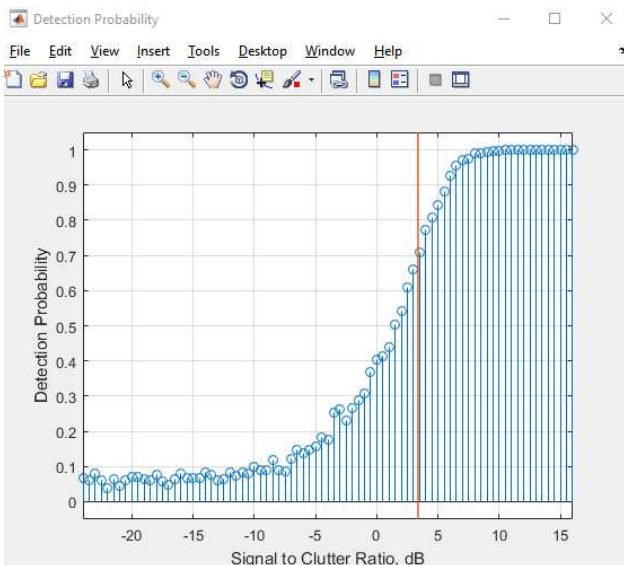 Detection Probability
File Edit View Insert Tools Desktop Window Help
1
0.9
0.8
0.7
0.6
0.5
0.4
0.3
0.2
0.1
0
Detection Probability
-20 -15 -10 -5 0 5 10 15
Signal to Clutter Ratio, dB